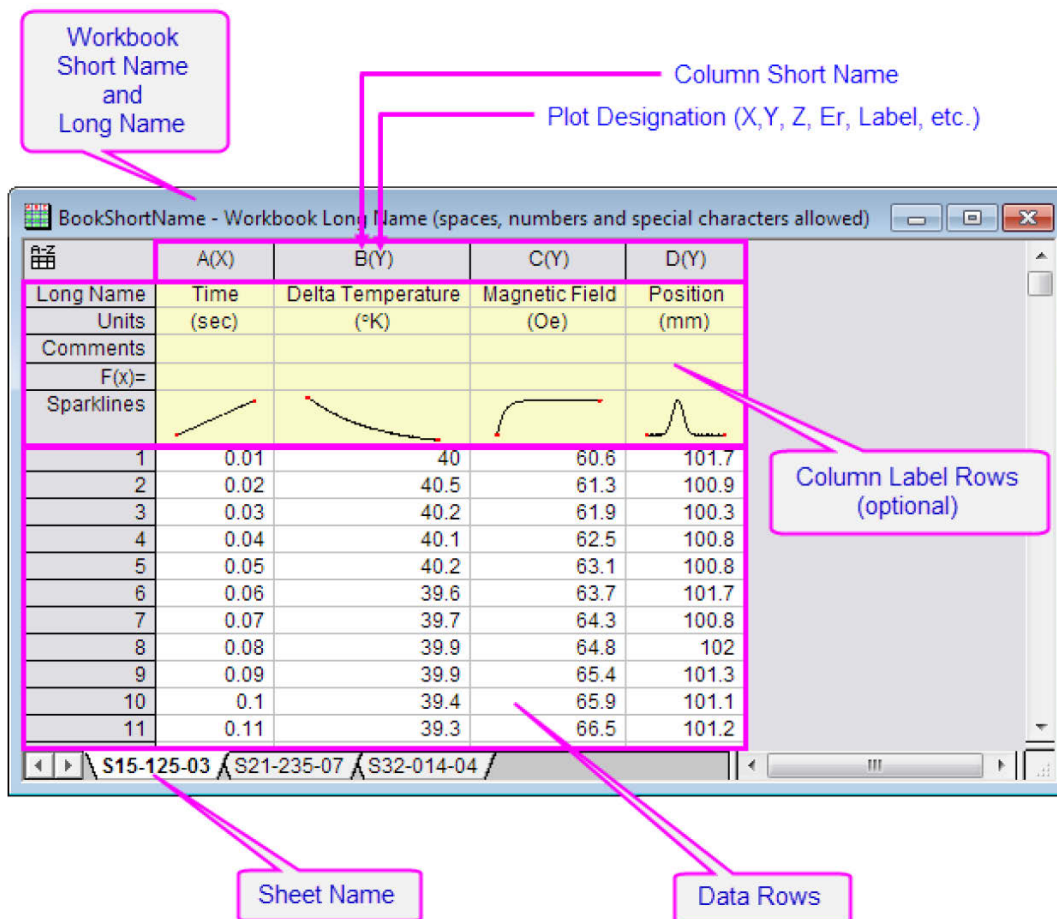 Workbook
Short Name
and
Long Name
Column Short Name
Plot Designation (X,Y, Z, Er, Label, etc.)
BookShortName - Workbook Long Name (spaces, numbers and special characters allowed)
A(X) B(Y) C(Y) D(Y)
Long Name Time Delta Temperature Magnetic Field Position
Units (sec) (°K) (Oe) (mm)
Comments
F(x)=
Sparklines
1 0.01 40 60.6 101.7
2 0.02 40.5 61.3 100.9
3 0.03 40.2 61.9 100.3
4 0.04 40.1 62.5 100.8
5 0.05 40.2 63.1 100.8
6 0.06 39.6 63.7 101.7
7 0.07 39.7 64.3 100.8
8 0.08 39.9 64.8 102
9 0.09 39.9 65.4 101.3
10 0.1 39.4 65.9 101.1
11 0.11 39.3 66.5 101.2
Column Label Rows
(optional)
S15-125-03 S21-235-07 S32-014-04
Sheet Name
Data Rows